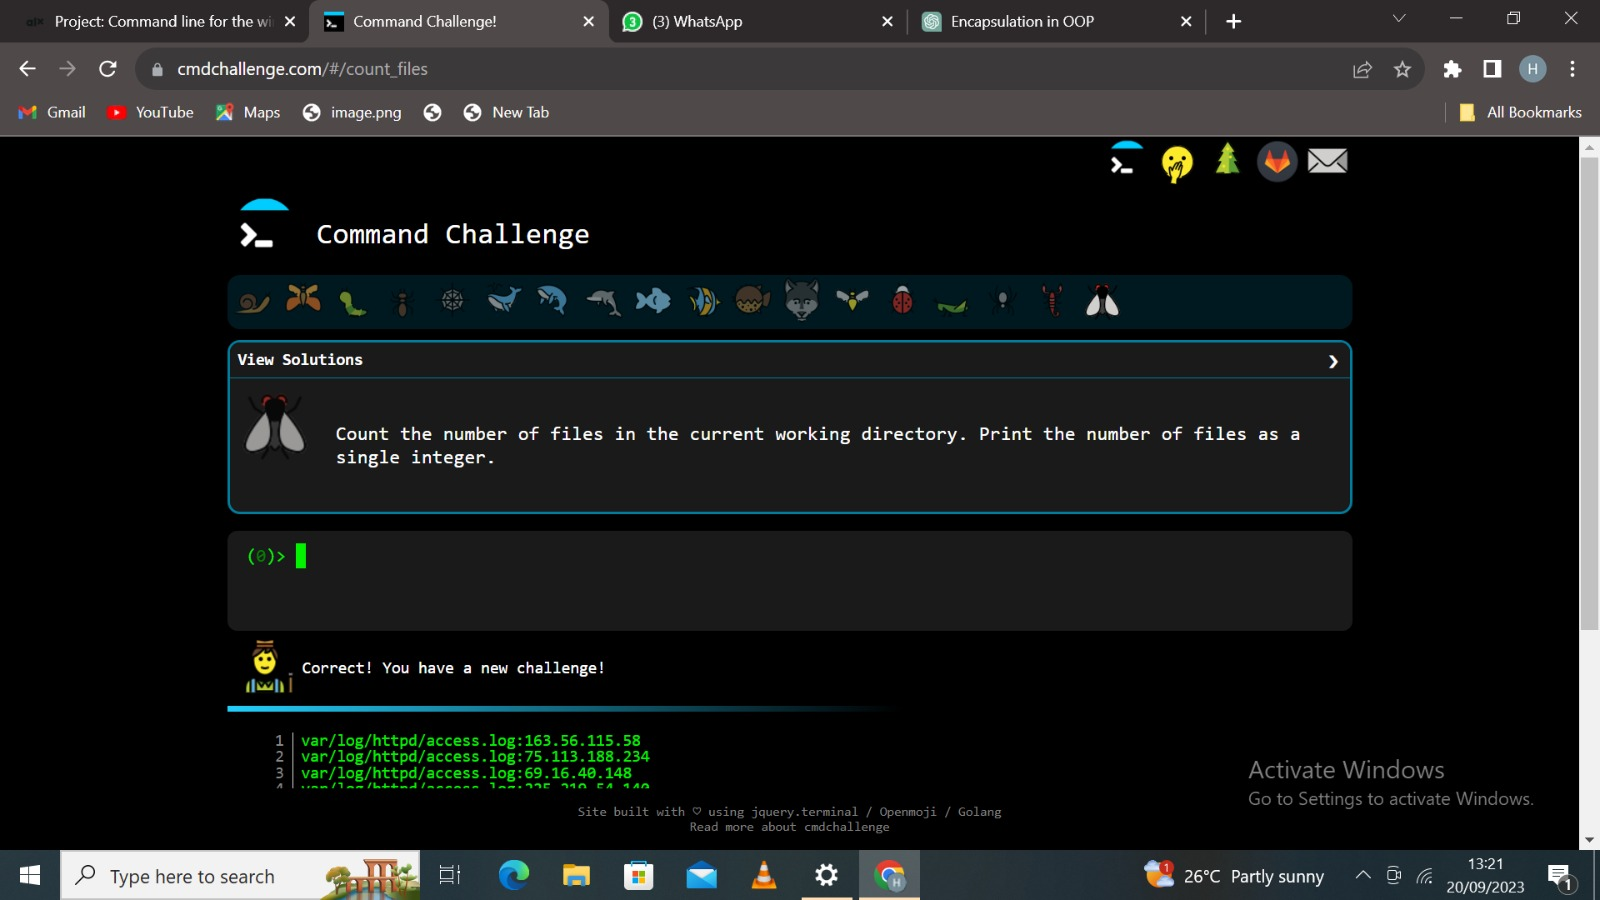 Project: Command line for the wi
Command Challenge!
3
(3) WhatsApp
Encapsulation in OOP
cmdchallenge.com/#/count_files
H
Gmail
YouTube
Maps
image.png
New Tab
All Bookmarks
Command Challenge
View Solutions
Count the number of files in the current working directory. Print the number of files as a
single integer.
(0)>
Correct! You have a new challenge!
1 var/log/httpd/access.log:163.56.115.58
2 var/log/httpd/access.log:75.113.188.234
3 var/log/httpd/access.log:69.16.40.148
Activate Windows
Go to Settings to activate Windows.
Site built with ♡ using jquery.terminal / Openmoji / Golang
Read more about cmdchallenge
Type here to search
H
1
26°C Partly sunny
13:21
20/09/2023
1